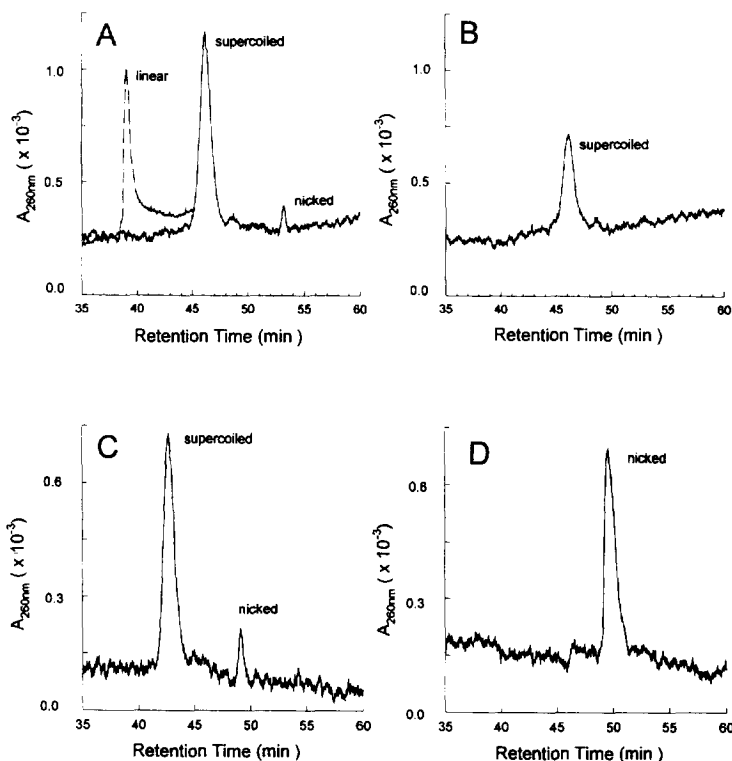 A
supercoiled
linear
nicked
1.0
0.5
0.0
A260nm ( x 10-3)
35 40 45 50 55 60
Retention Time (min )
B
supercoiled
1.0
0.5
0.0
A260nm ( x 10-3)
35 40 45 50 55 60
Retention Time (min )
C
supercoiled
nicked
0.6
0.3
0.0
A260nm ( x 10-3)
35 42 45 49 55 60
Retention Time (min )
D
nicked
0.8
0.3
0.0
A260nm ( x 10-3)
35 40 45 50 55 60
Retention Time (min )